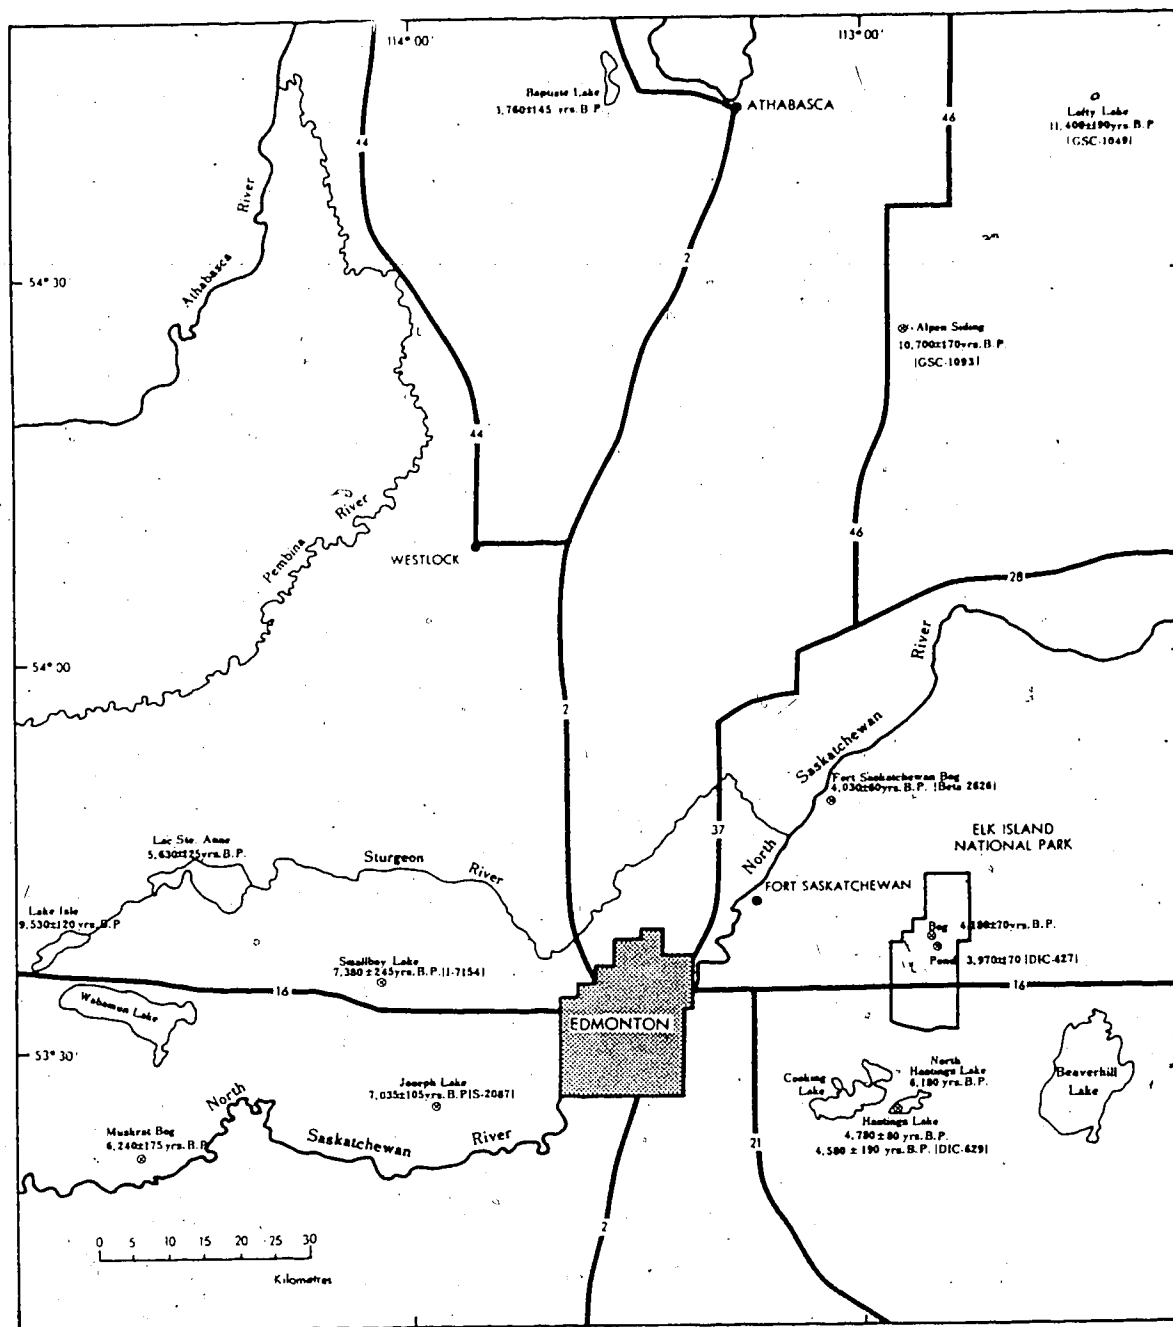 114° 00'
113° 00'
Baptiste Lake
3,760±145 yrs. B.P.
ATHABASCA
44
46
Lofty Lake
11,400±190 yrs. B.P.
[GSC-1049]
Athabasca River
2
54° 30'
Alpen Siding
10,700±170 yrs. B.P.
[GSC-1093]
44
Pembina River
WESTLOCK
46
28
54° 00'
2
North Saskatchewan River
Fort Saskatchewan Bog
4,030±60 yrs. B.P. [Beta 2626]
37
ELK ISLAND
NATIONAL PARK
Lac Ste. Anne
5,630±125 yrs. B.P.
Sturgeon River
FORT SASKATCHEWAN
Lake Isle
9,530±120 yrs. B.P.
Bog 4,180±70 yrs. B.P.
Pond 3,970±70 [DIC-427]
Smallboy Lake
7,380±245 yrs. B.P. [I-7154]
16
16
Wabamun Lake
EDMONTON
53° 30'
Joseph Lake
7,035±105 yrs. B.P. [S-2087]
Cooking
Lake
North
Hastings Lake
6,180 yrs. B.P.
Beaverhill
Lake
Hastings Lake
4,780±80 yrs. B.P.
4,580±190 yrs. B.P. [DIC-629]
Muskrat Bog
6,240±175 yrs. B.P.
North Saskatchewan River
21
2
0 5 10 15 20 25 30
Kilometres